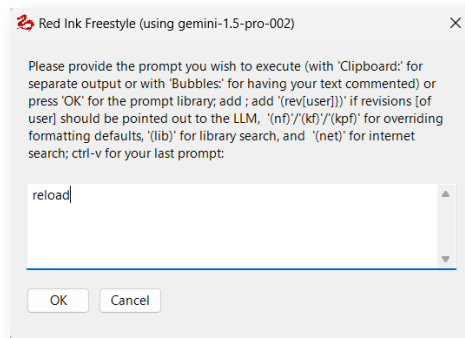 Red Ink Freestyle (using gemini-1.5-pro-002)
Please provide the prompt you wish to execute (with 'Clipboard:' for
separate output or with 'Bubbles:' for having your text commented) or
press 'OK' for the prompt library; add ; add '(rev[user]))' if revisions [of
user] should be pointed out to the LLM,  '(nf)'/'(kf)'/'(kpf)' for overriding
formatting defaults, '(lib)' for library search, and  '(net)' for internet
search; ctrl-v for your last prompt:
reload
OK Cancel